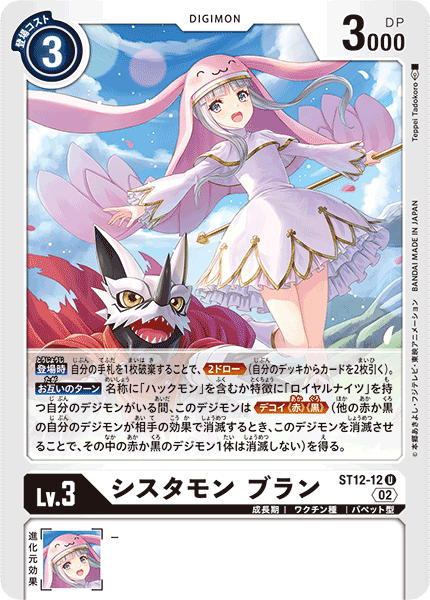 登場コスト
3
DIGIMON
3000
DP
Teppei Tadokoro
BANDAI MADE IN JAPAN
© 本郷あきよし・フジテレビ・東映アニメーション
登場時 自分の手札を1枚破棄することで、2ドロー(自分のデッキからカードを2枚引く)。
お互いのターン 名称に「ハックモン」を含むか特徴に「ロイヤルナイツ」を持
つ自分のデジモンがいる間、このデジモンは デコイ(赤)(黒)(他の赤か黒
の自分のデジモンが相手の効果で消滅するとき、このデジモンを消滅させ
ることで、その中の赤か黒のデジモン1体は消滅しない)を得る。
Lv.3
シスタモン ブラン
ST12-12 U
02
成長期 | ワクチン種 | パペット型
進化元効果
–